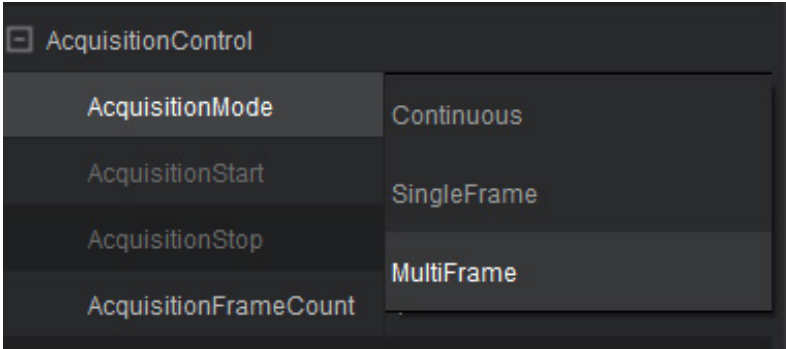 AcquisitionControl
AcquisitionMode
Continuous
AcquisitionStart
SingleFrame
AcquisitionStop
MultiFrame
AcquisitionFrameCount